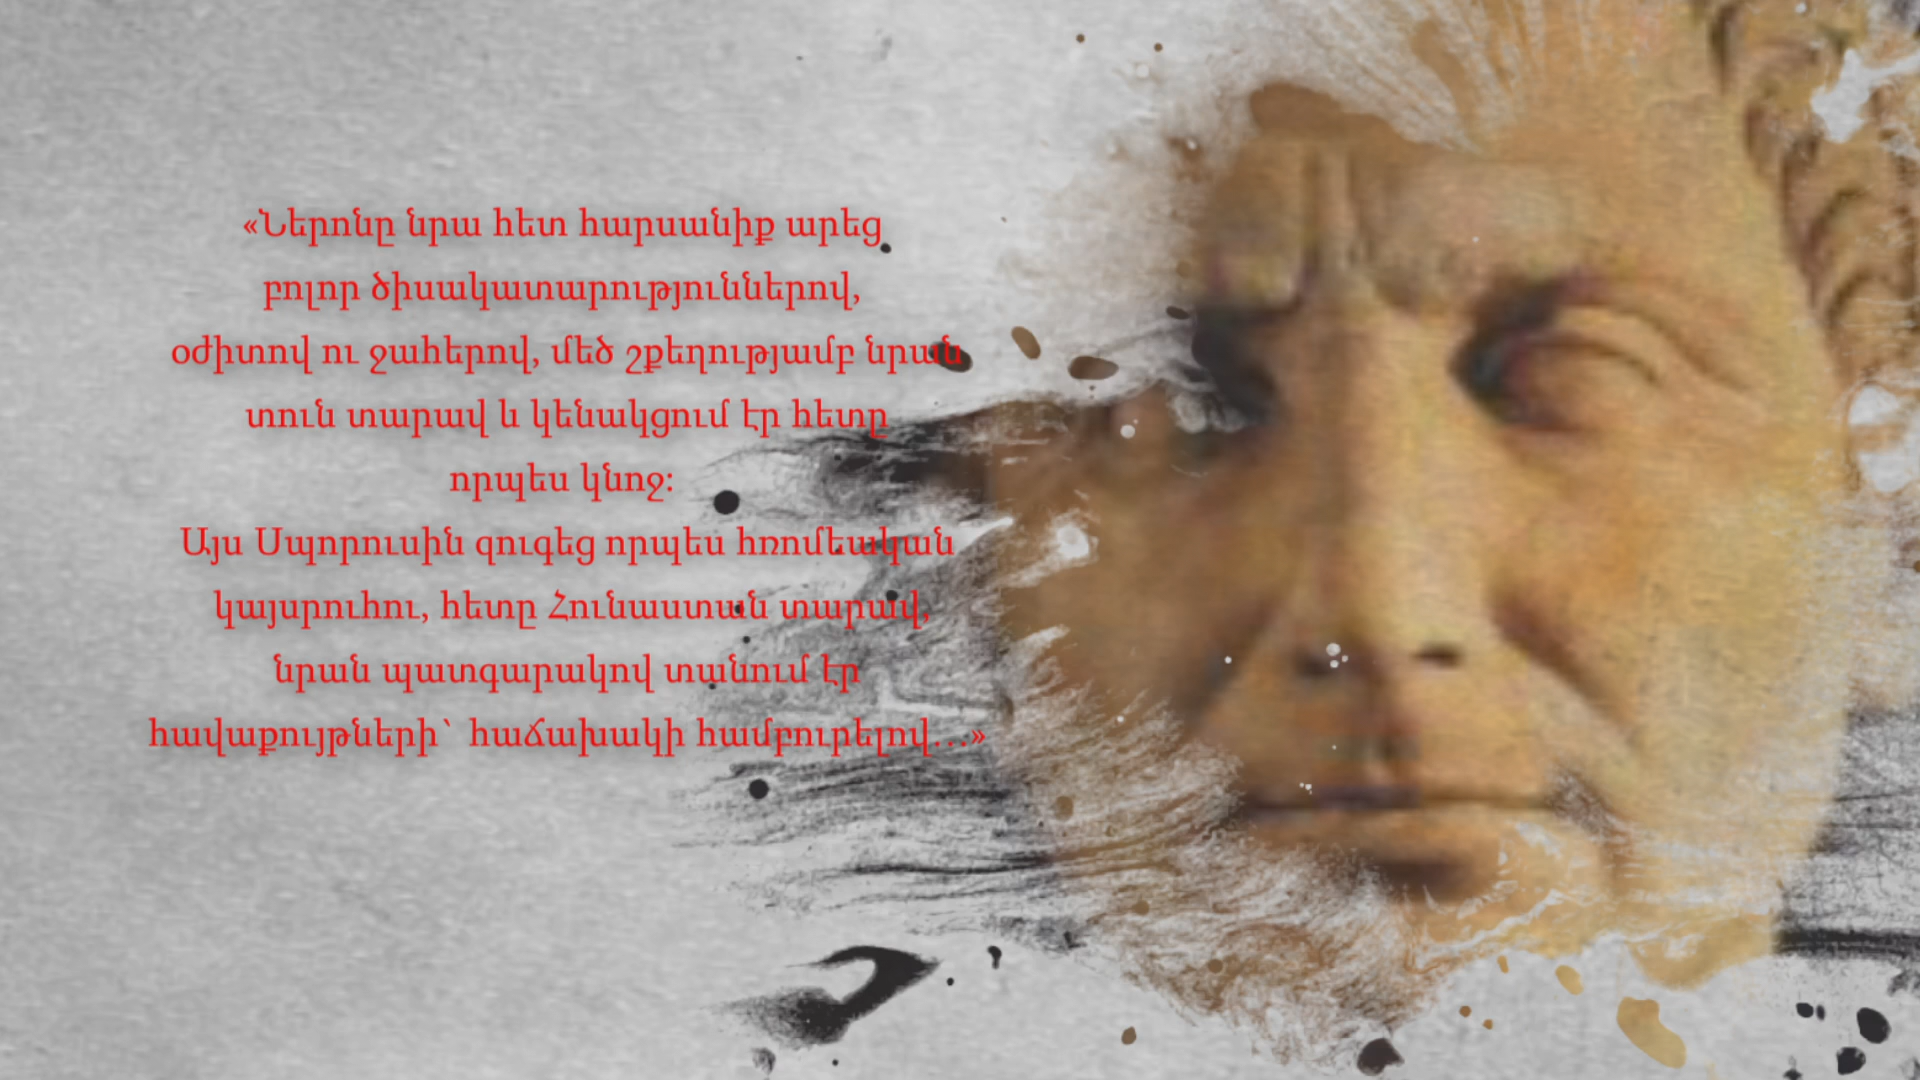 «Ներոնը նրա հետ հարսանիք արեց
բոլոր ծիսակատարություններով,
օժիտով ու ջահերով, մեծ շքեղությամբ նրան
տուն տարավ և կենակցում էր հետը
որպես կնոջ:
Այս Սպորուսին զուգեց որպես հռոմեական
կայսրուհու, հետը Հունաստան տարավ,
նրան պատգարակով տանում էր
հավաքույթների` հաճախակի համբուրելով...»